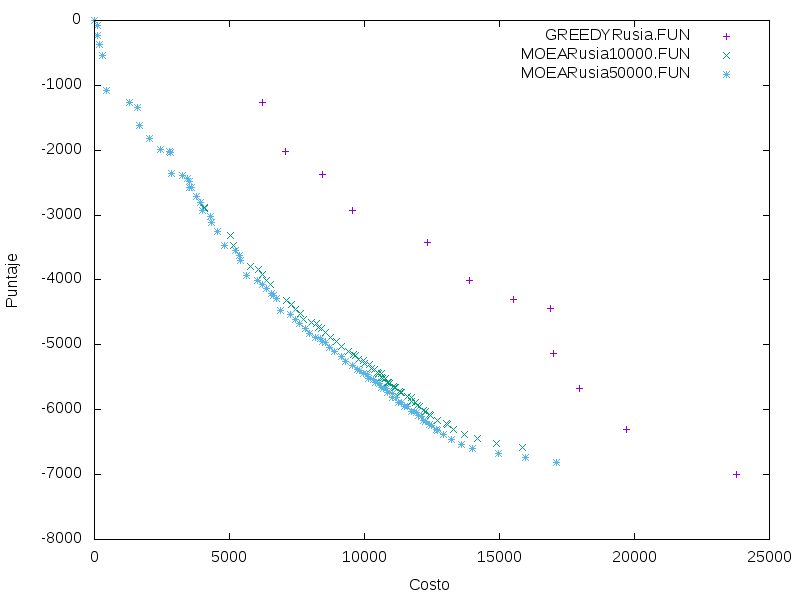 0
-1000
-2000
-3000
-4000
-5000
-6000
-7000
-8000
0 5000 10000 15000 20000 25000
Puntaje
Costo
GREEDYRusia.FUN
MOEARusia10000.FUN
MOEARusia50000.FUN